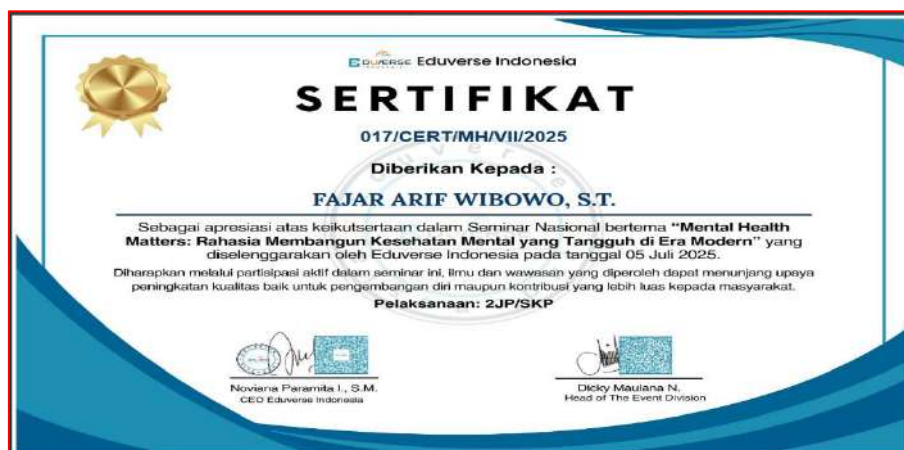 EDUVERSE Eduverse Indonesia
SERTIFIKAT
017/CERT/MH/VII/2025
Diberikan Kepada :
FAJAR ARIF WIBOWO, S.T.
Sebagai apresiasi atas keikutsertaan dalam Seminar Nasional bertema “Mental Health
Matters: Rahasia Membangun Kesehatan Mental yang Tangguh di Era Modern” yang
diselenggarakan oleh Eduverse Indonesia pada tanggal 05 Juli 2025.
Diharapkan melalui partisipasi aktif dalam seminar ini, ilmu dan wawasan yang diperoleh dapat menunjang upaya
peningkatan kualitas baik untuk pengembangan diri maupun kontribusi yang lebih luas kepada masyarakat.
Pelaksanaan: 2JP/SKP
Noviana Paramita I., S.M.
CEO Eduverse Indonesia
Dicky Maulana N.
Head of The Event Division